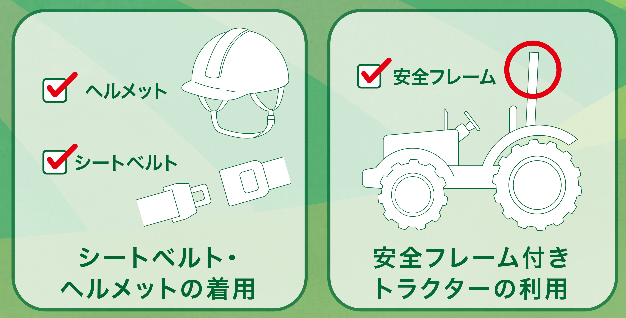 ヘルメット
シートベルト
シートベルト・
ヘルメットの着用
安全フレーム
安全フレーム付き
トラクターの利用